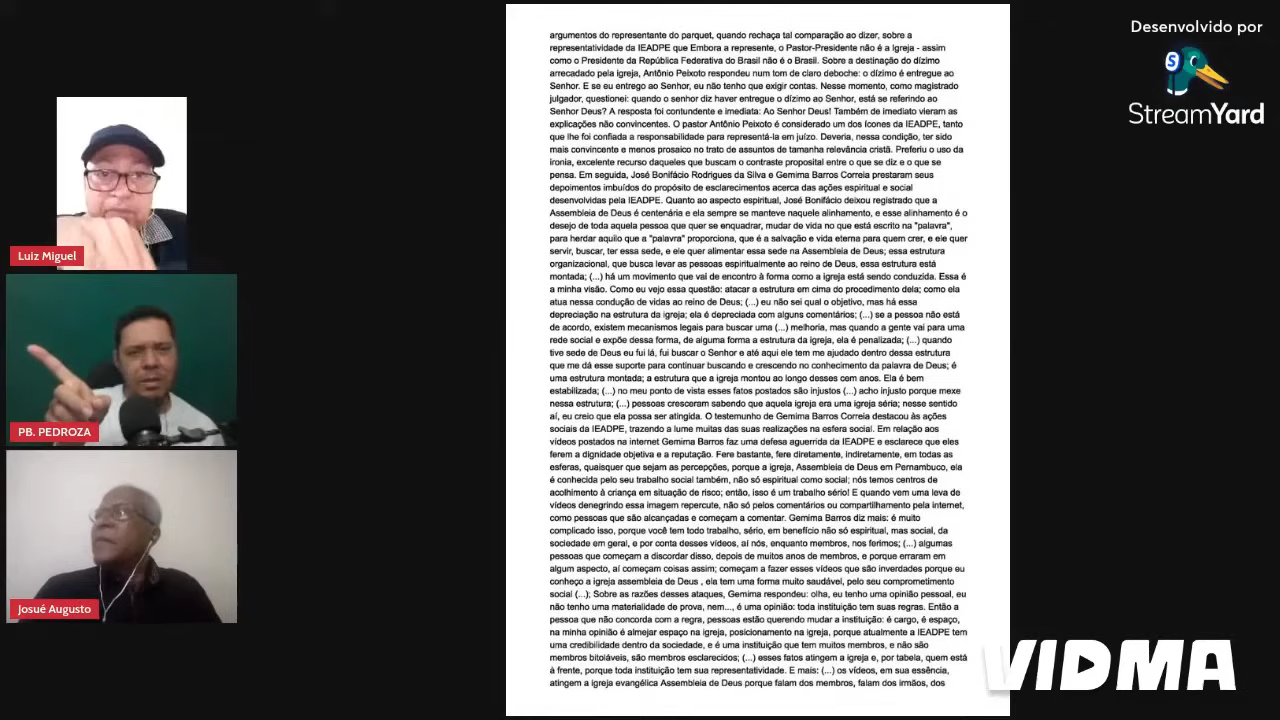 Desenvolvido por
StreamYard
Luiz Miguel
PB. PEDROZA
Josué Augusto
argumentos do representante do parquet, quando rechaça tal comparação ao dizer, sobre a
representatividade da IEADPE que Embora a represente, o Pastor-Presidente não é a Igreja - assim
como o Presidente da República Federativa do Brasil não é o Brasil. Sobre a destinação do dízimo
arrecadado pela igreja, Antônio Peixoto respondeu num tom de claro deboche: o dízimo é entregue ao
Senhor. E se eu entrego ao Senhor, eu não tenho que exigir contas. Nesse momento, como magistrado
julgador, questionei: quando o senhor diz haver entregue o dízimo ao Senhor, está se referindo ao
Senhor Deus? A resposta foi contundente e imediata: Ao Senhor Deus! Também de imediato vieram as
explicações não convincentes. O pastor Antônio Peixoto é considerado um dos ícones da IEADPE, tanto
que lhe foi confiada a responsabilidade para representá-la em juízo. Deveria, nessa condição, ter sido
mais convincente e menos prosaico no trato de assuntos de tamanha relevância cristã. Preferiu o uso da
ironia, excelente recurso daqueles que buscam o contraste proposital entre o que se diz e o que se
pensa. Em seguida, José Bonifácio Rodrigues da Silva e Gemima Barros Correia prestaram seus
depoimentos imbuídos do propósito de esclarecimentos acerca das ações espiritual e social
desenvolvidas pela IEADPE. Quanto ao aspecto espiritual, José Bonifácio deixou registrado que a
Assembleia de Deus é centenária e ela sempre se manteve naquele alinhamento, e esse alinhamento é o
desejo de toda aquela pessoa que quer se enquadrar, mudar de vida no que está escrito na "palavra",
para herdar aquilo que a "palavra" proporciona, que é a salvação e vida eterna para quem crer, e ele quer
servir, buscar, ter essa sede, e ele quer alimentar essa sede na Assembleia de Deus; essa estrutura
organizacional, que busca levar as pessoas espiritualmente ao reino de Deus, essa estrutura está
montada; (...) há um movimento que vai de encontro à forma como a igreja está sendo conduzida. Essa é
a minha visão. Como eu vejo essa questão: atacar a estrutura em cima do procedimento dela; como ela
atua nessa condução de vidas ao reino de Deus; (...) eu não sei qual o objetivo, mas há essa
depreciação na estrutura da igreja; ela é depreciada com alguns comentários; (...) se a pessoa não está
de acordo, existem mecanismos legais para buscar uma (...) melhoria, mas quando a gente vai para uma
rede social e expõe dessa forma, de alguma forma a estrutura da igreja, ela é penalizada; (...) quando
tive sede de Deus eu fui lá, fui buscar o Senhor e até aqui ele tem me ajudado dentro dessa estrutura
que me dá esse suporte para continuar buscando e crescendo no conhecimento da palavra de Deus; é
uma estrutura montada; a estrutura que a igreja montou ao longo desses cem anos. Ela é bem
estabilizada; (...) no meu ponto de vista esses fatos postados são injustos (...) acho injusto porque mexe
nessa estrutura; (...) pessoas cresceram sabendo que aquela igreja era uma igreja séria; nesse sentido
aí, eu creio que ela possa ser atingida. O testemunho de Gemima Barros Correia destacou às ações
sociais da IEADPE, trazendo a lume muitas das suas realizações na esfera social. Em relação aos
vídeos postados na internet Gemima Barros faz uma defesa aguerrida da IEADPE e esclarece que eles
ferem a dignidade objetiva e a reputação. Fere bastante, fere diretamente, indiretamente, em todas as
esferas, quaisquer que sejam as percepções, porque a igreja, Assembleia de Deus em Pernambuco, ela
é conhecida pelo seu trabalho social também, não só espiritual como social; nós temos centros de
acolhimento à criança em situação de risco; então, isso é um trabalho sério! E quando vem uma leva de
vídeos denegrindo essa imagem repercute, não só pelos comentários ou compartilhamento pela internet,
como pessoas que são alcançadas e começam a comentar. Gemima Barros diz mais: é muito
complicado isso, porque você tem todo trabalho, sério, em benefício não só espiritual, mas social, da
sociedade em geral, e por conta desses vídeos, aí nós, enquanto membros, nos ferimos; (...) algumas
pessoas que começam a discordar disso, depois de muitos anos de membros, e porque erraram em
algum aspecto, aí começam coisas assim; começam a fazer esses vídeos que são inverdades porque eu
conheço a igreja assembleia de Deus , ela tem uma forma muito saudável, pelo seu comprometimento
social (...); Sobre as razões desses ataques, Gemima respondeu: olha, eu tenho uma opinião pessoal, eu
não tenho uma materialidade de prova, nem..., é uma opinião: toda instituição tem suas regras. Então a
pessoa que não concorda com a regra, pessoas estão querendo mudar a instituição: é cargo, é espaço,
na minha opinião é almejar espaço na igreja, posicionamento na igreja, porque atualmente a IEADPE tem
uma credibilidade dentro da sociedade, e é uma instituição que tem muitos membros, e não são
membros bitoláveis, são membros esclarecidos; (...) esses fatos atingem a igreja e, por tabela, quem está
à frente, porque toda instituição tem sua representatividade. E mais: (...) os vídeos, em sua essência,
atingem a Igreja evangélica Assembleia de Deus porque falam dos membros, falam dos irmãos, dos
VIDMA